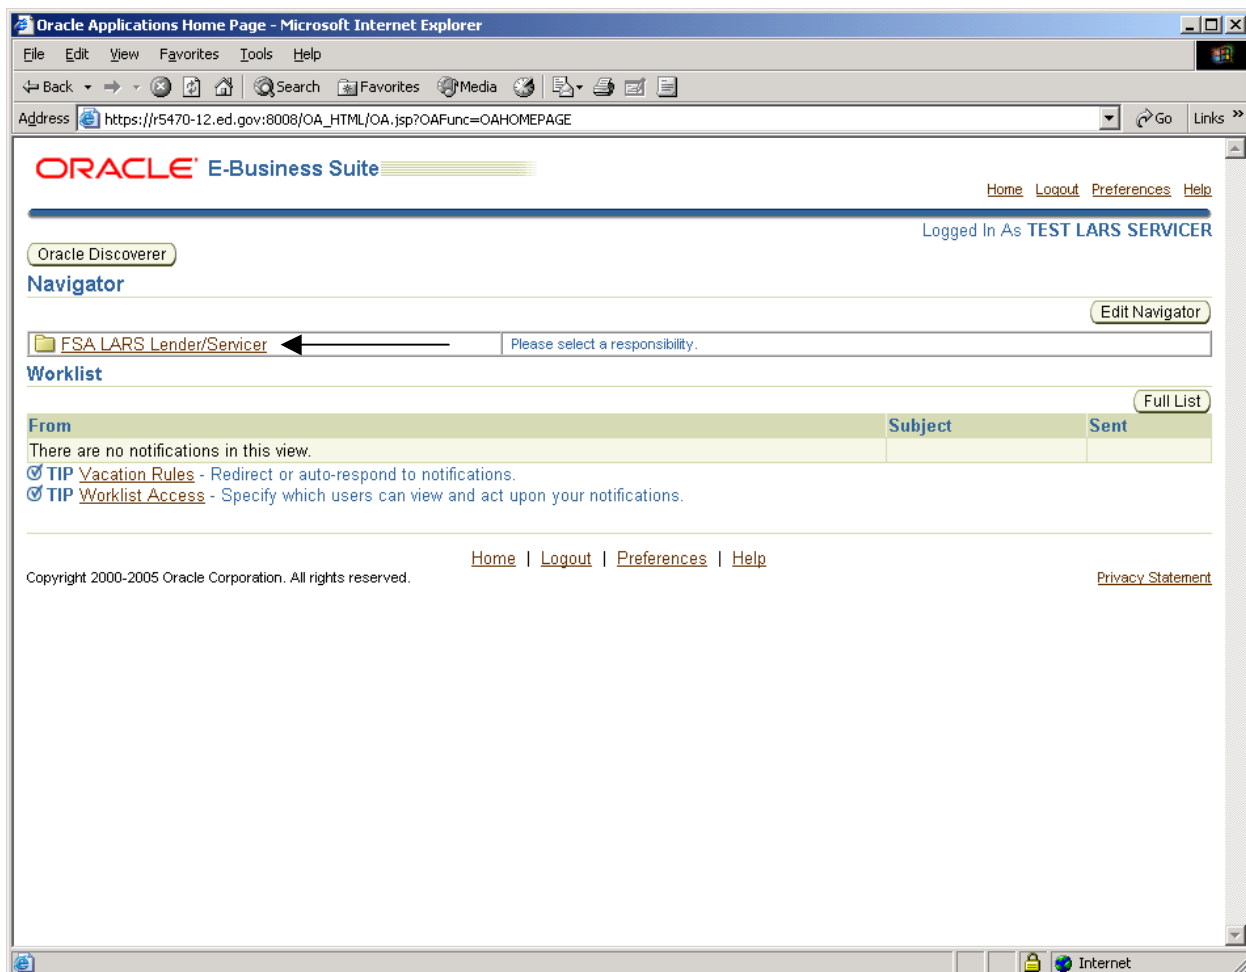 Oracle Applications Home Page - Microsoft Internet Explorer
File Edit View Favorites Tools Help
Back Search Favorites Media
Address https://r5470-12.ed.gov:8008/OA_HTML/OA.jsp?OAFunc=OAHOMEPAGE Go Links »
ORACLE E-Business Suite
Home Logout Preferences Help
Logged In As TEST LARS SERVICER
Oracle Discoverer
Navigator
Edit Navigator
FSA LARS Lender/Servicer Please select a responsibility.
Worklist
Full List
From Subject Sent
There are no notifications in this view.
TIP Vacation Rules - Redirect or auto-respond to notifications.
TIP Worklist Access - Specify which users can view and act upon your notifications.
Home | Logout | Preferences | Help
Copyright 2000-2005 Oracle Corporation. All rights reserved. Privacy Statement
Internet